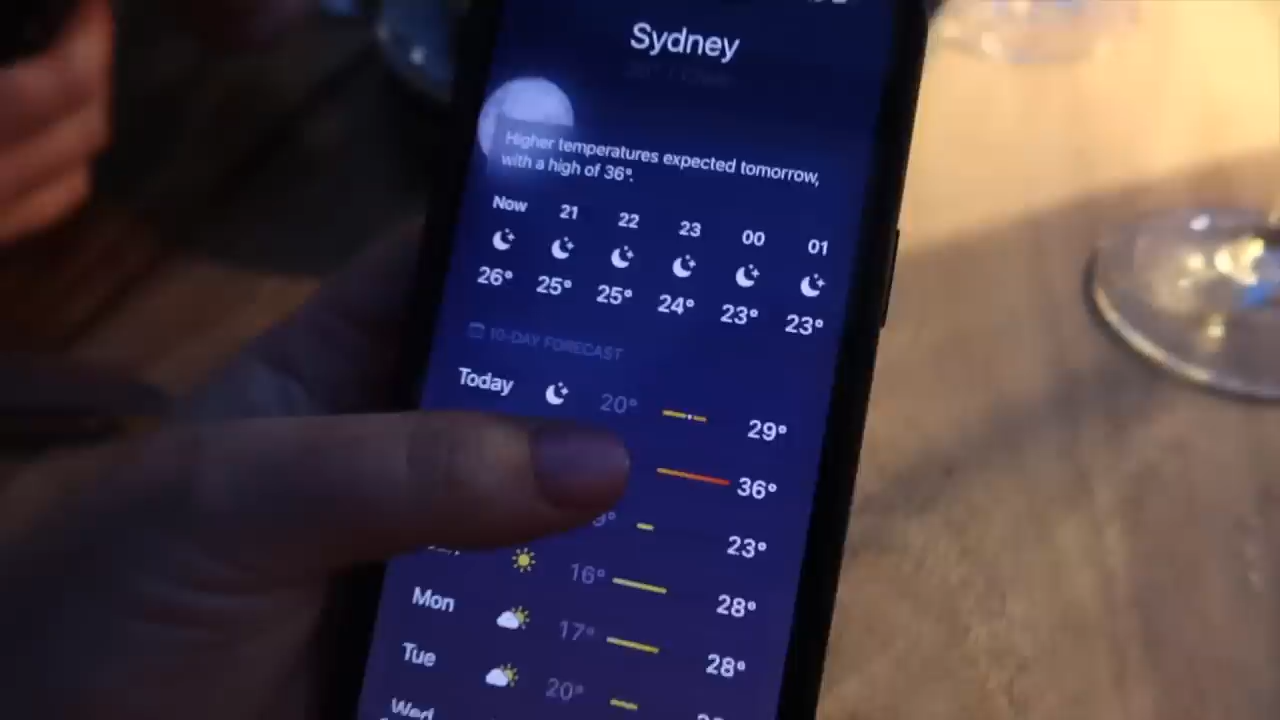 Sydney
Higher temperatures expected tomorrow,
with a high of 36°.
Now 21 22 23 00 01
26° 25° 25° 24° 23° 23°
10-DAY FORECAST
Today 20° 29°
36°
9° 23°
16° 28°
Mon 17° 28°
Tue 20°
Wed